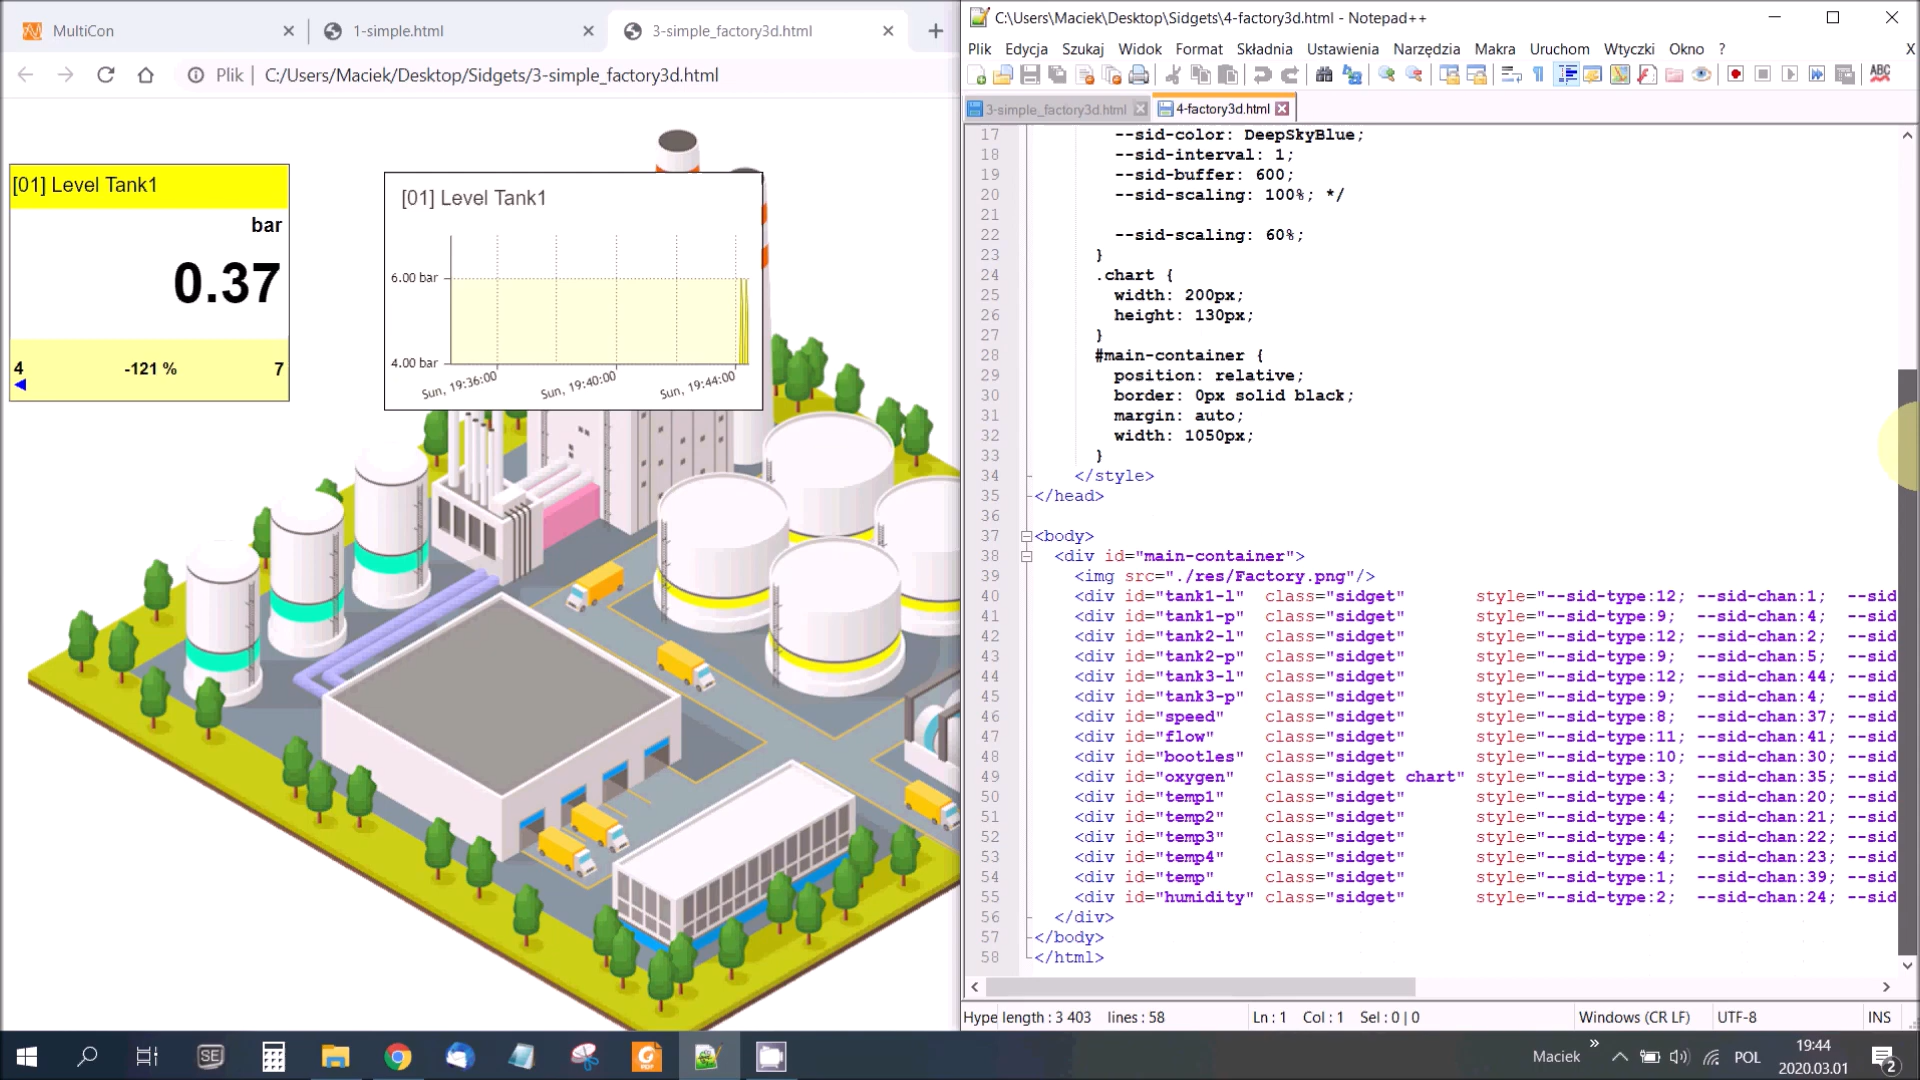 MultiCon
1-simple.html
3-simple_factory3d.html
Plik
C:/Users/Maciek/Desktop/Sidgets/3-simple_factory3d.html
[01] Level Tank1
bar
0.37
4
-121 %
7
[01] Level Tank1
6.00 bar
4.00 bar
Sun, 19:36:00
Sun, 19:40:00
Sun, 19:44:00
C:\Users\Maciek\Desktop\Sidgets\4-factory3d.html - Notepad++
Plik Edycja Szukaj Widok Format Składnia Ustawienia Narzędzia Makra Uruchom Wtyczki Okno ? X
ABC
3-simple_factory3d.html
4-factory3d.html
17 --sid-color: DeepSkyBlue;
18 --sid-interval: 1;
19 --sid-buffer: 600;
20 --sid-scaling: 100%; */
21
22 --sid-scaling: 60%;
23 }
24 .chart {
25 width: 200px;
26 height: 130px;
27 }
28 #main-container {
29 position: relative;
30 border: 0px solid black;
31 margin: auto;
32 width: 1050px;
33 }
34 </style>
35 </head>
36
37 <body>
38 <div id="main-container">
39 <img src="./res/Factory.png"/>
40 <div id="tank1-l" class="sidget" style="--sid-type:12; --sid-chan:1; --sid
41 <div id="tank1-p" class="sidget" style="--sid-type:9; --sid-chan:4; --sid
42 <div id="tank2-l" class="sidget" style="--sid-type:12; --sid-chan:2; --sid
43 <div id="tank2-p" class="sidget" style="--sid-type:9; --sid-chan:5; --sid
44 <div id="tank3-l" class="sidget" style="--sid-type:12; --sid-chan:44; --sid
45 <div id="tank3-p" class="sidget" style="--sid-type:9; --sid-chan:4; --sid
46 <div id="speed" class="sidget" style="--sid-type:8; --sid-chan:37; --sid
47 <div id="flow" class="sidget" style="--sid-type:11; --sid-chan:41; --sid
48 <div id="bootles" class="sidget" style="--sid-type:10; --sid-chan:30; --sid
49 <div id="oxygen" class="sidget chart" style="--sid-type:3; --sid-chan:35; --sid
50 <div id="temp1" class="sidget" style="--sid-type:4; --sid-chan:20; --sid
51 <div id="temp2" class="sidget" style="--sid-type:4; --sid-chan:21; --sid
52 <div id="temp3" class="sidget" style="--sid-type:4; --sid-chan:22; --sid
53 <div id="temp4" class="sidget" style="--sid-type:4; --sid-chan:23; --sid
54 <div id="temp" class="sidget" style="--sid-type:1; --sid-chan:39; --sid
55 <div id="humidity" class="sidget" style="--sid-type:2; --sid-chan:24; --sid
56 </div>
57 </body>
58 </html>
Hype length : 3 403 lines : 58 Ln : 1 Col : 1 Sel : 0 | 0 Windows (CR LF) UTF-8 INS
SE
Maciek
POL
19:44
2020.03.01
2